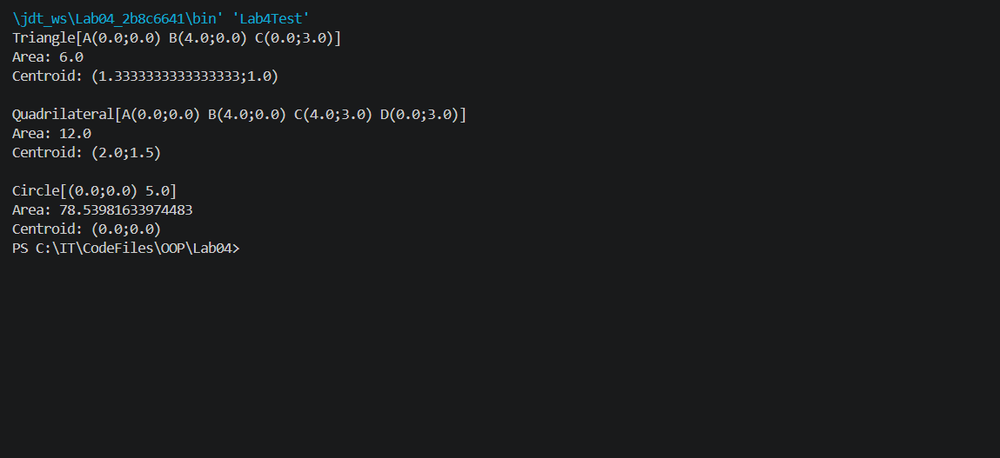 \jdt_ws\Lab04_2b8c6641\bin' 'Lab4Test'
Triangle[A(0.0;0.0) B(4.0;0.0) C(0.0;3.0)]
Area: 6.0
Centroid: (1.3333333333333333;1.0)
Quadrilateral[A(0.0;0.0) B(4.0;0.0) C(4.0;3.0) D(0.0;3.0)]
Area: 12.0
Centroid: (2.0;1.5)
Circle[(0.0;0.0) 5.0]
Area: 78.53981633974483
Centroid: (0.0;0.0)
PS C:\IT\CodeFiles\OOP\Lab04>